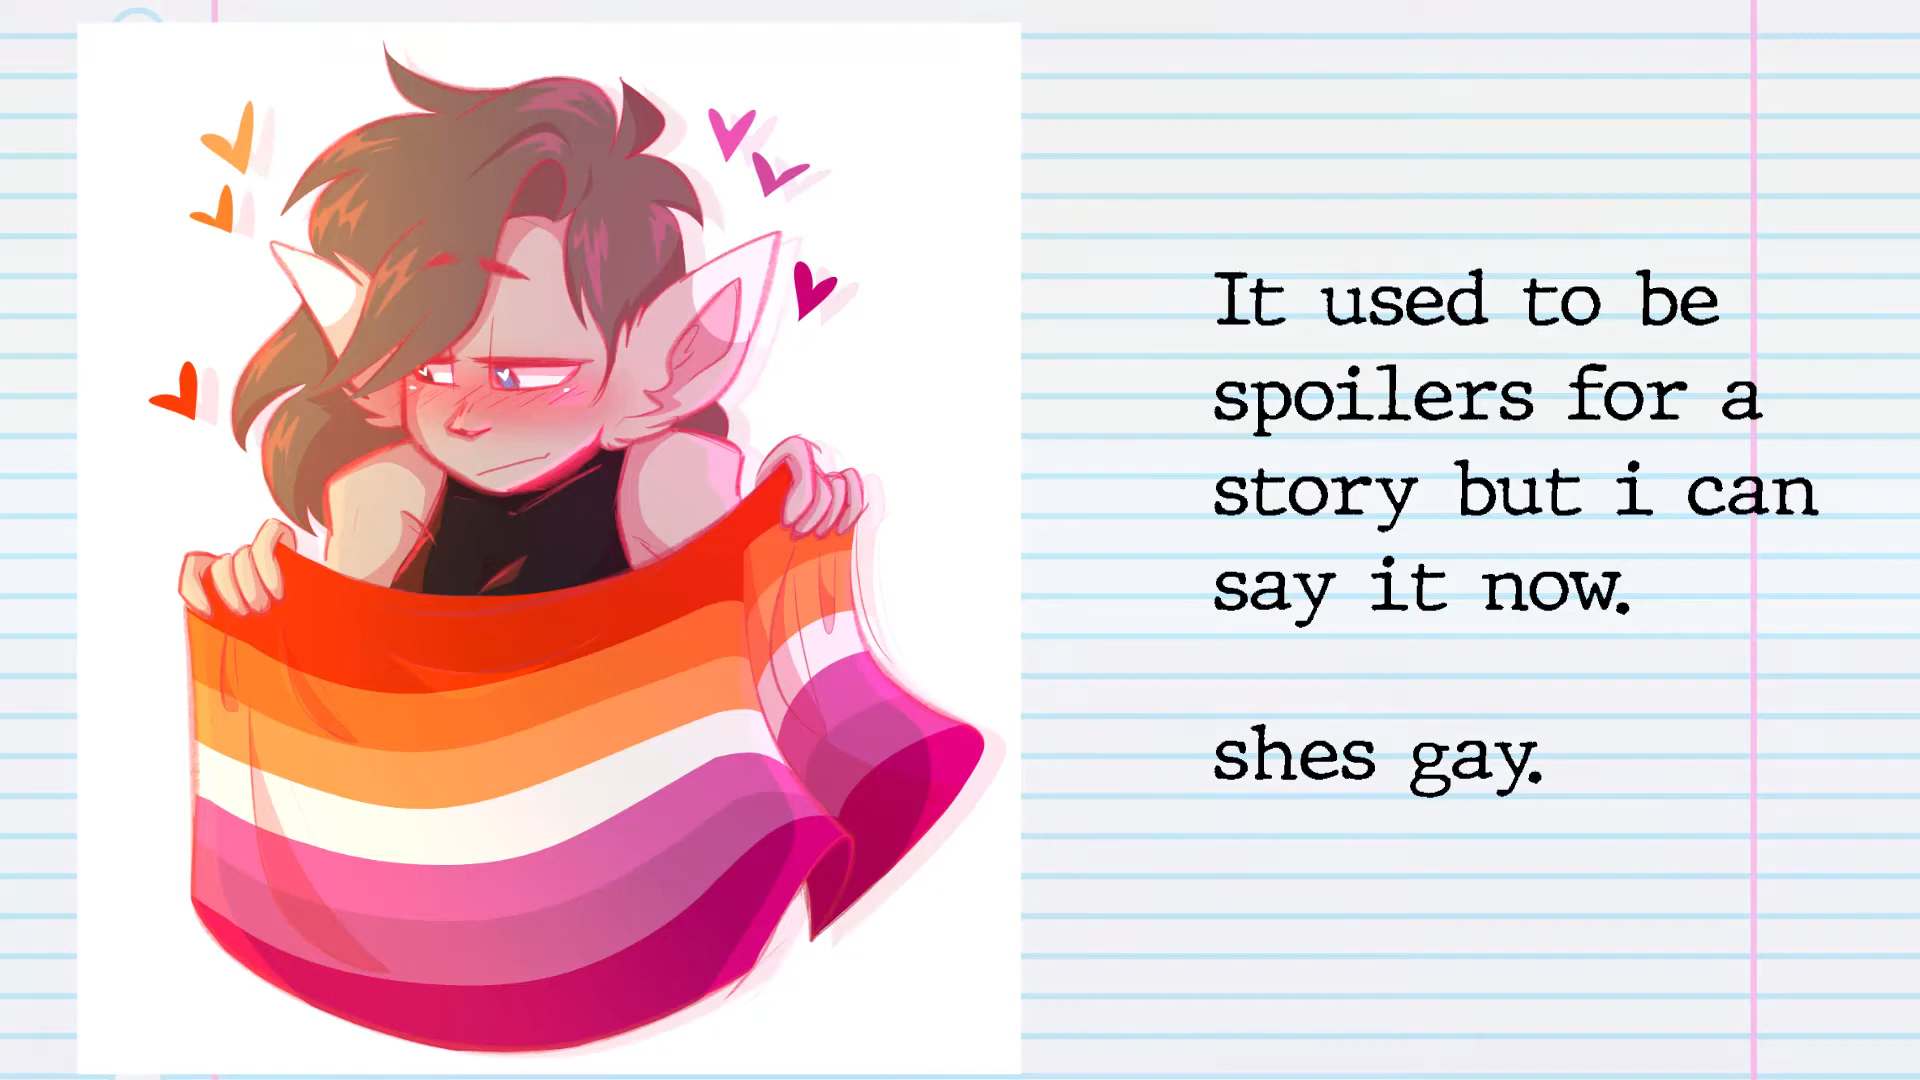 It used to be
spoilers for a
story but i can
say it now.
shes gay.